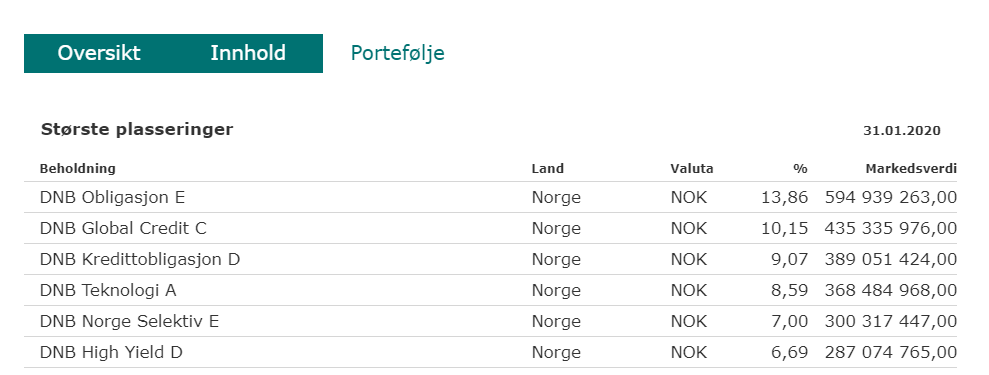 Oversikt Innhold Portefølje
Største plasseringer 31.01.2020
Beholdning Land Valuta % Markedsverdi
DNB Obligasjon E Norge NOK 13,86 594 939 263,00
DNB Global Credit C Norge NOK 10,15 435 335 976,00
DNB Kredittobligasjon D Norge NOK 9,07 389 051 424,00
DNB Teknologi A Norge NOK 8,59 368 484 968,00
DNB Norge Selektiv E Norge NOK 7,00 300 317 447,00
DNB High Yield D Norge NOK 6,69 287 074 765,00